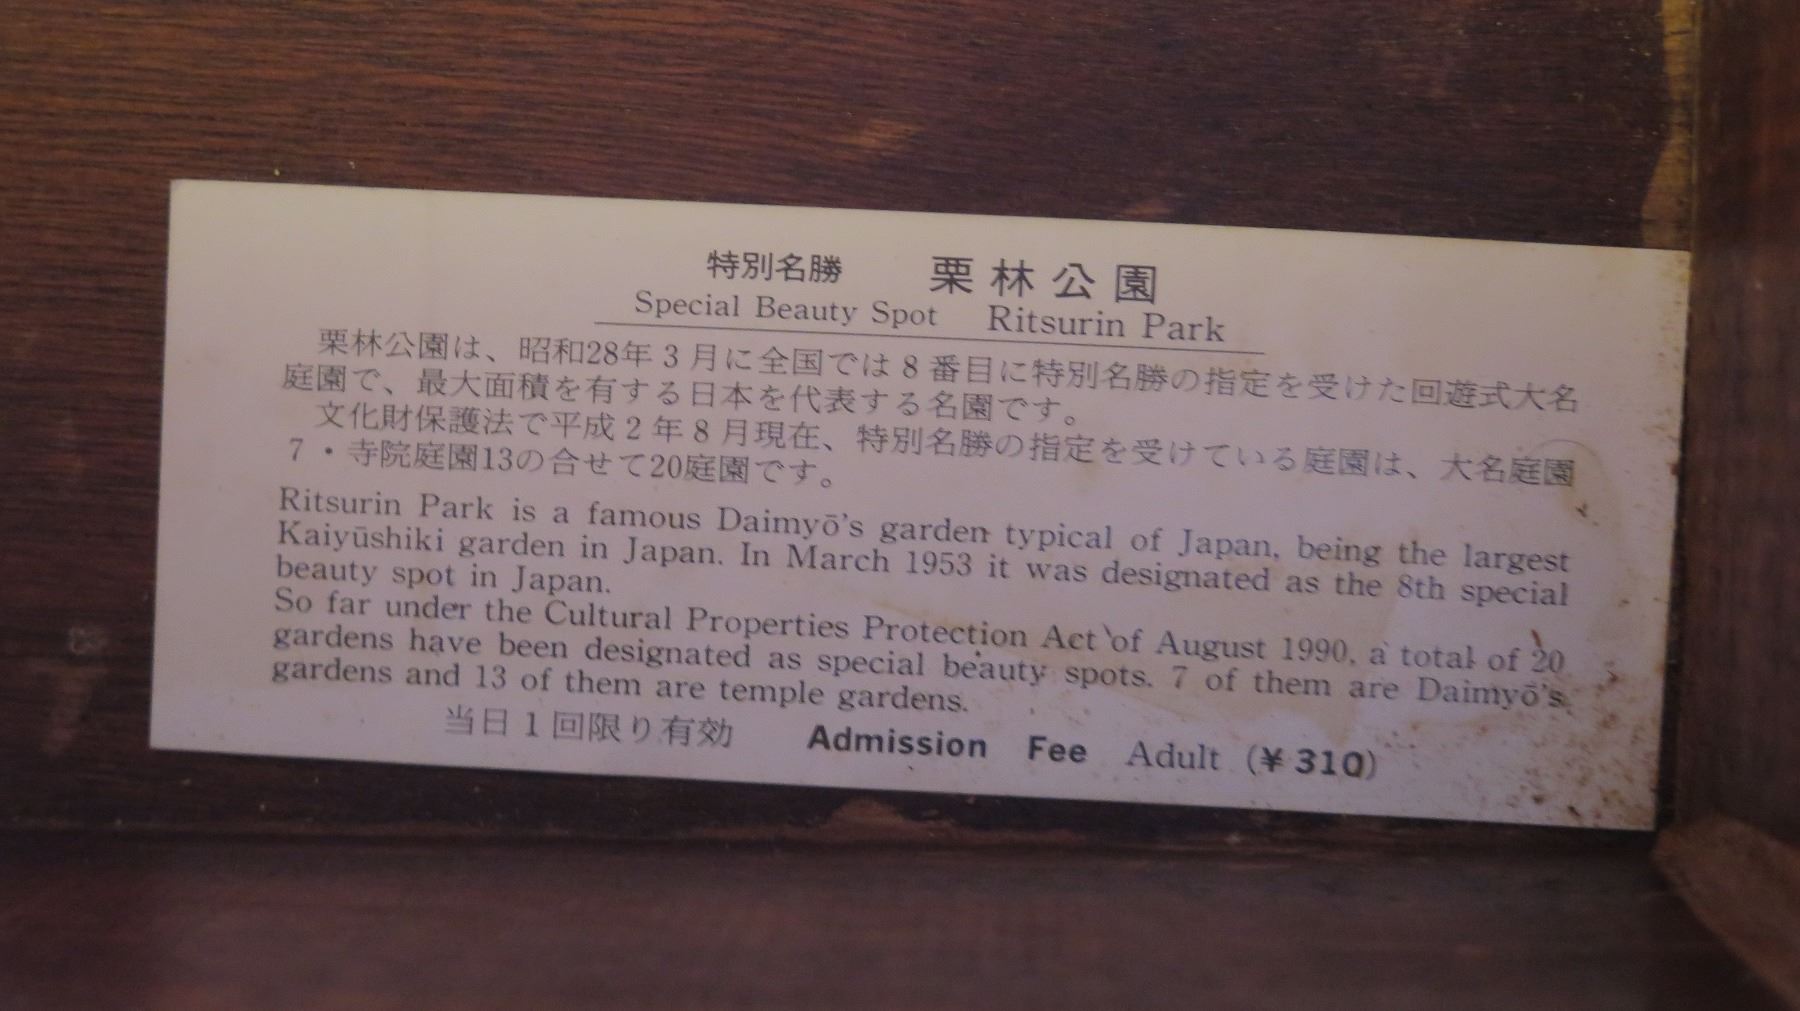 特別名勝 栗林公園
Special Beauty Spot Ritsurin Park
栗林公園は、昭和28年3月に全国では8番目に特別名勝の指定を受けた回遊式大名
庭園で、最大面積を有する日本を代表する名園です。
文化財保護法で平成2年8月現在、特別名勝の指定を受けている庭園は、大名庭園
7・寺院庭園13の合せて20庭園です。
Ritsurin Park is a famous Daimyō's garden typical of Japan, being the largest
Kaiyūshiki garden in Japan. In March 1953 it was designated as the 8th special
beauty spot in Japan.
So far under the Cultural Properties Protection Act of August 1990, a total of 20
gardens have been designated as special beauty spots. 7 of them are Daimyō's
gardens and 13 of them are temple gardens.
当日1回限り有効 Admission Fee Adult (¥310)